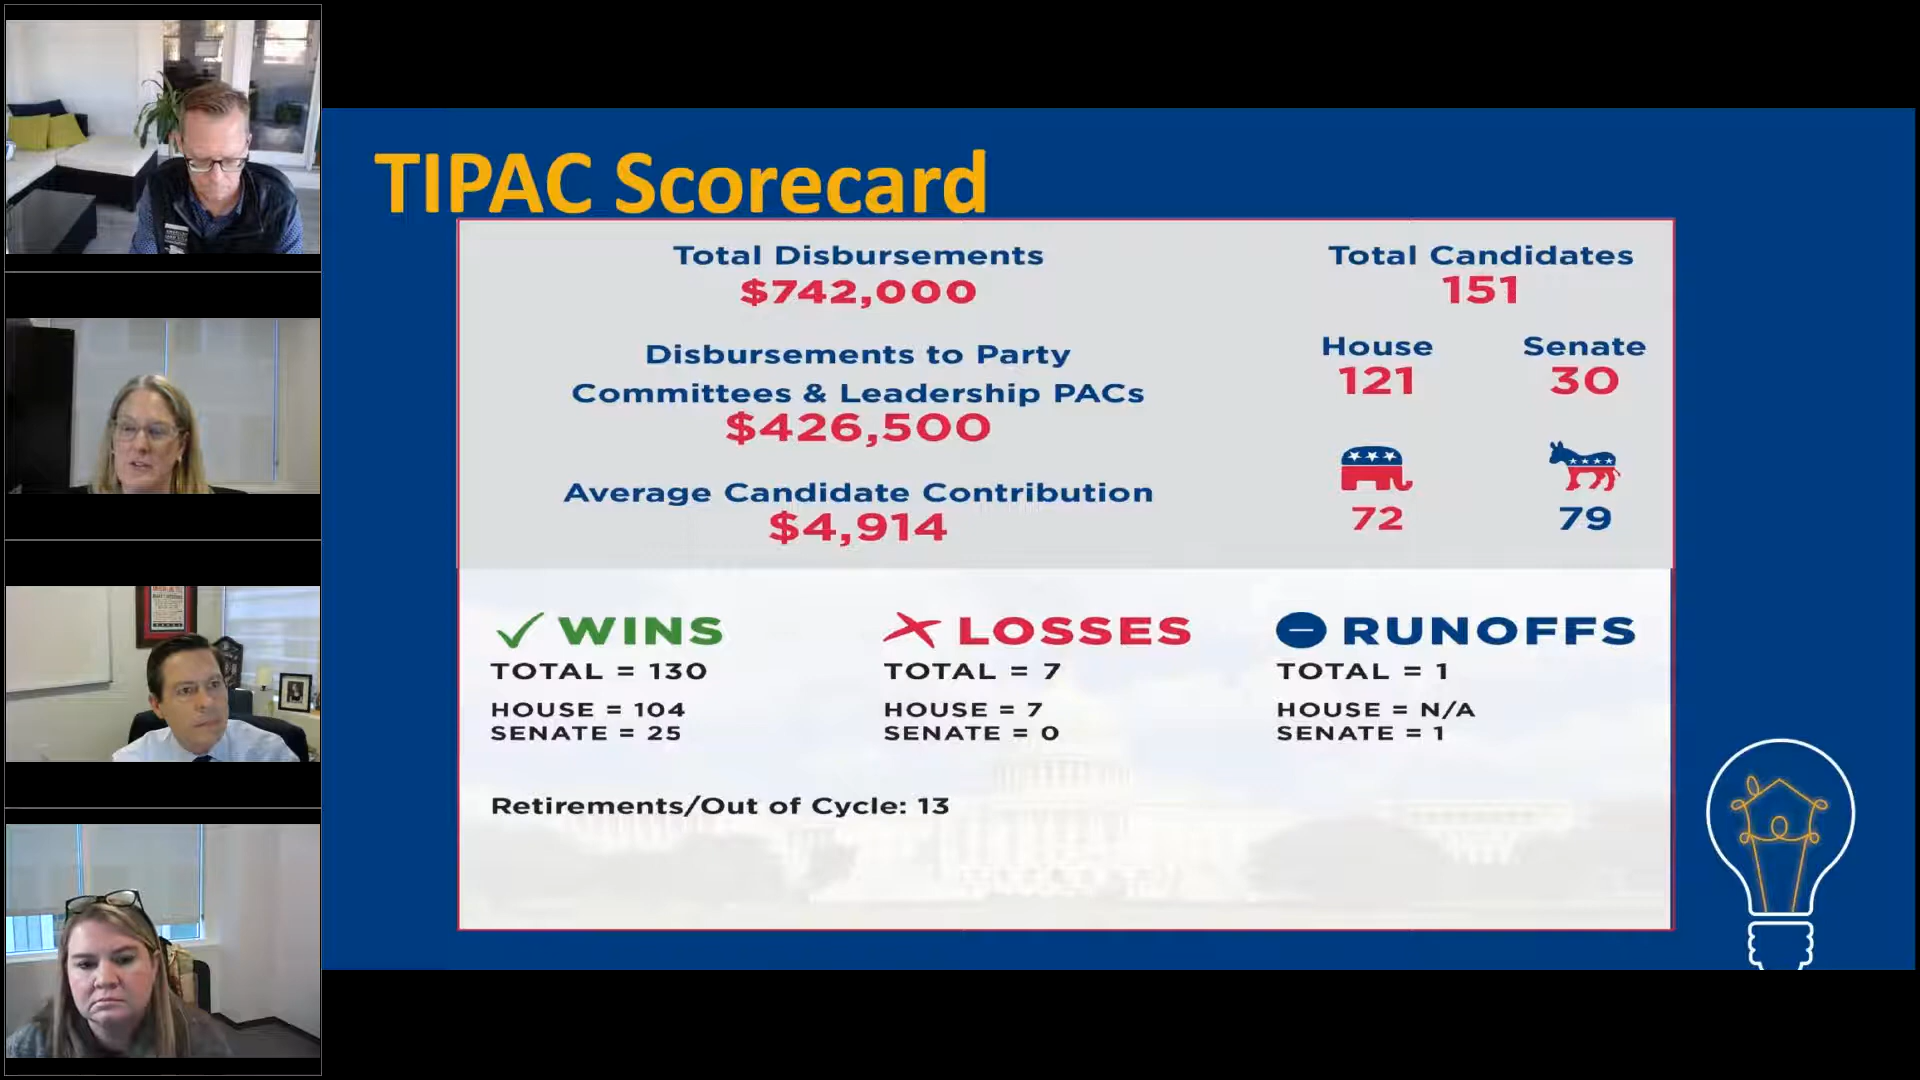 TIPAC Scorecard
Total Disbursements
$742,000
Disbursements to Party
Committees & Leadership PACs
$426,500
Average Candidate Contribution
$4,914
Total Candidates
151
House Senate
121 30
72 79
WINS
TOTAL = 130
HOUSE = 104
SENATE = 25
LOSSES
TOTAL = 7
HOUSE = 7
SENATE = 0
RUNOFFS
TOTAL = 1
HOUSE = N/A
SENATE = 1
Retirements/Out of Cycle: 13